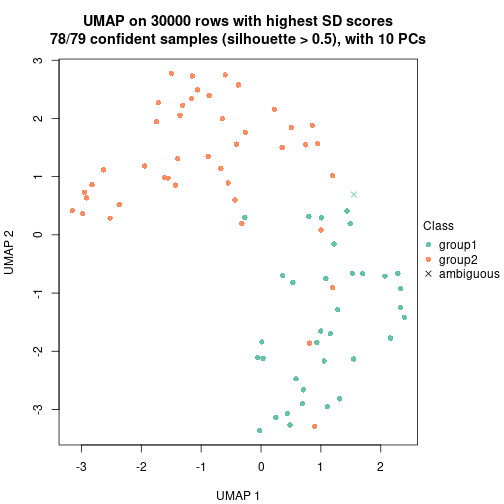 UMAP on 30000 rows with highest SD scores
78/79 confident samples (silhouette > 0.5), with 10 PCs
3
2
1
0
-1
-2
-3
UMAP 2
-3
-2
-1
0
1
2
UMAP 1
Class
group1
group2
ambiguous